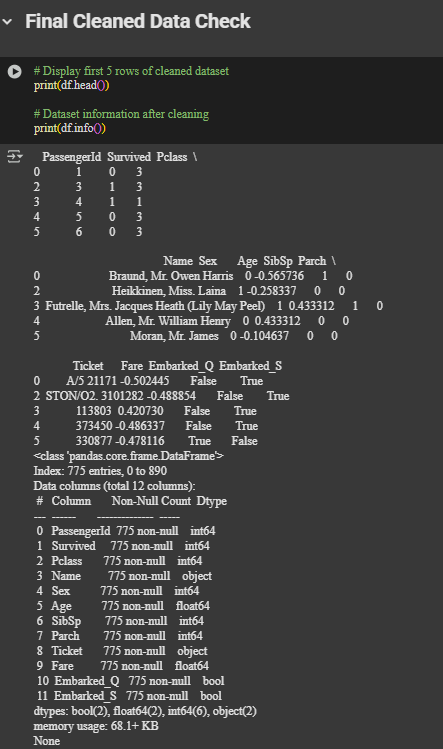 Final Cleaned Data Check
# Display first 5 rows of cleaned dataset
print(df.head())
# Dataset information after cleaning
print(df.info())
PassengerId Survived Pclass \
0 1 0 3
2 3 1 3
3 4 1 1
4 5 0 3
5 6 0 3
Name Sex Age SibSp Parch \
0 Braund, Mr. Owen Harris 0 -0.565736 1 0
2 Heikkinen, Miss. Laina 1 -0.258337 0 0
3 Futrelle, Mrs. Jacques Heath (Lily May Peel) 1 0.433312 1 0
4 Allen, Mr. William Henry 0 0.433312 0 0
5 Moran, Mr. James 0 -0.104637 0 0
Ticket Fare Embarked_Q Embarked_S
0 A/5 21171 -0.502445 False True
2 STON/O2. 3101282 -0.488854 False True
3 113803 0.420730 False True
4 373450 -0.486337 False True
5 330877 -0.478116 True False
<class 'pandas.core.frame.DataFrame'>
Index: 775 entries, 0 to 890
Data columns (total 12 columns):
# Column Non-Null Count Dtype
--- ------ -------------- -----
0 PassengerId 775 non-null int64
1 Survived 775 non-null int64
2 Pclass 775 non-null int64
3 Name 775 non-null object
4 Sex 775 non-null int64
5 Age 775 non-null float64
6 SibSp 775 non-null int64
7 Parch 775 non-null int64
8 Ticket 775 non-null object
9 Fare 775 non-null float64
10 Embarked_Q 775 non-null bool
11 Embarked_S 775 non-null bool
dtypes: bool(2), float64(2), int64(6), object(2)
memory usage: 68.1+ KB
None